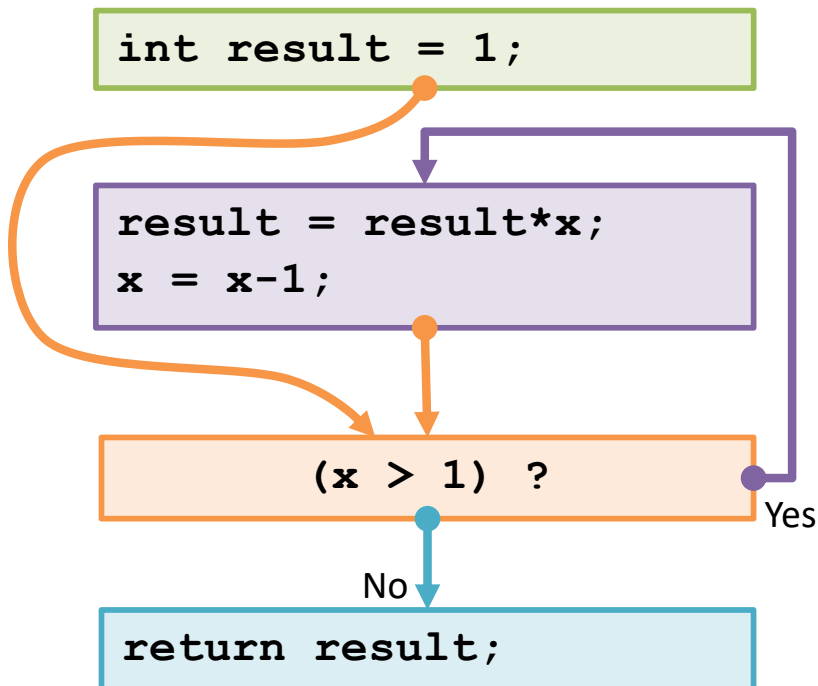 int result = 1;
result = result*x;
x = x-1;
(x > 1) ?
Yes
No
return result;